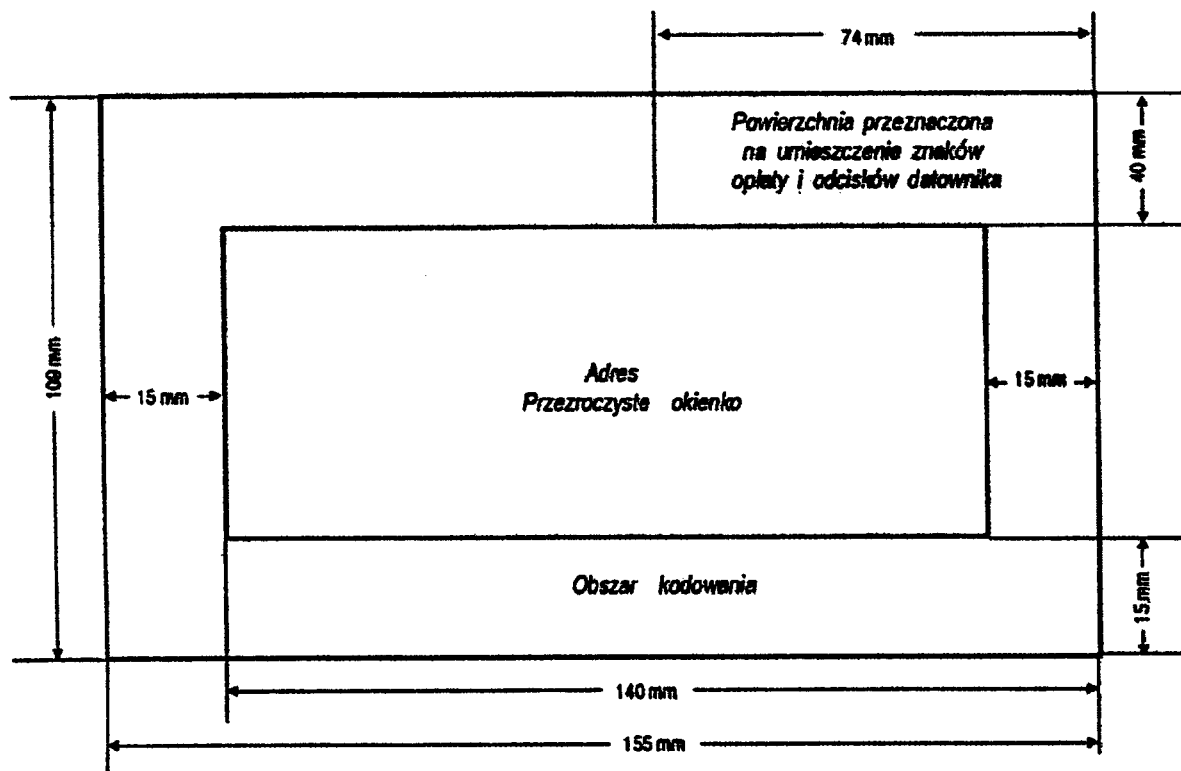 74 mm
Powierzchnia przeznaczona
na umieszczenie znaków
opłaty i odcisków datownika
40 mm
109 mm
15 mm
Adres
Przezroczyste okienko
15 mm
Obszar kodowania
15 mm
140 mm
155 mm